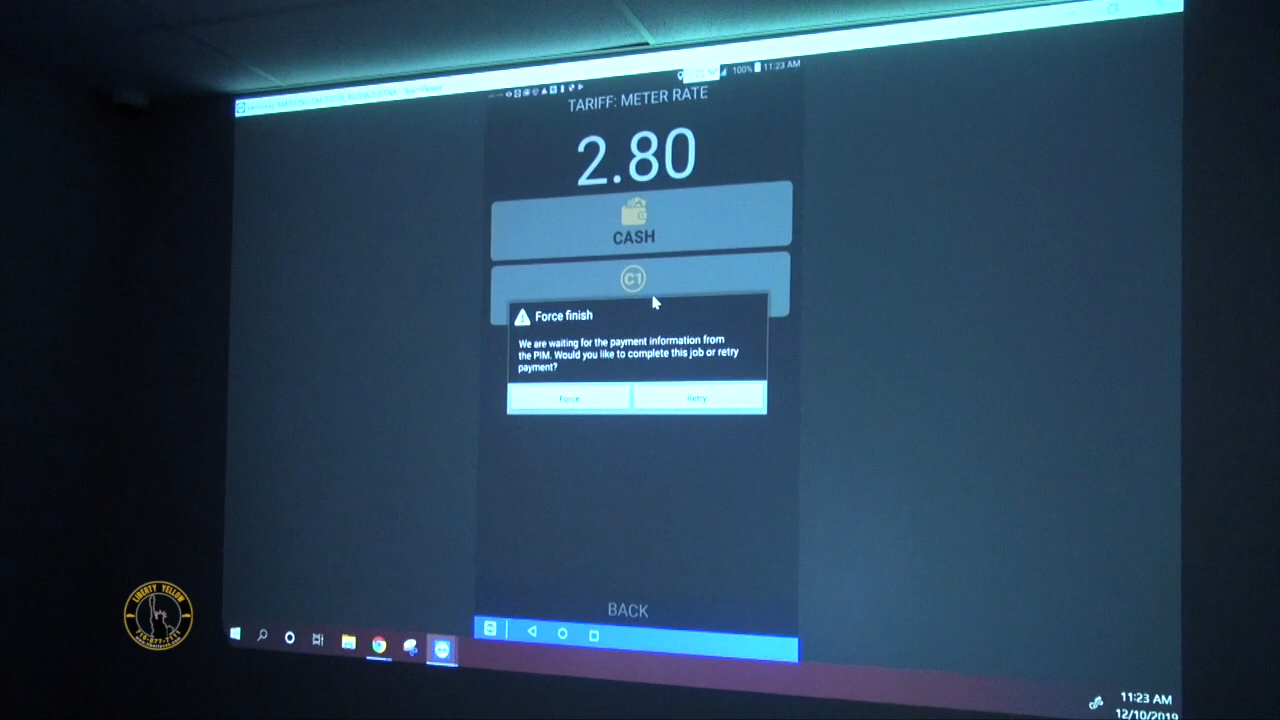 100% 11:23 AM
TARIFF: METER RATE
2.80
CASH
C1
Force finish
We are waiting for the payment information from
the PIM. Would you like to complete this job or retry
payment?
Force
Retry
BACK
LIBERTY YELLOW
11:23 AM
12/10/2019